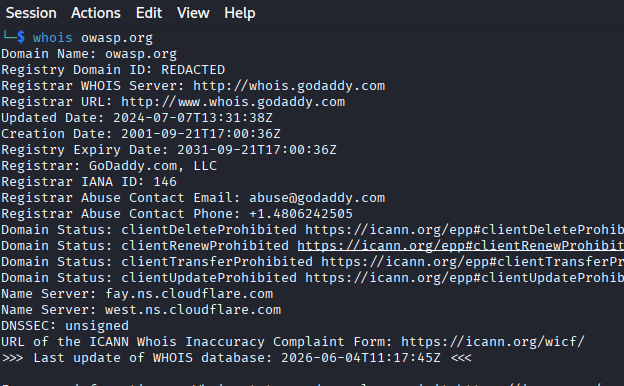 Session Actions Edit View Help
└─$ whois owasp.org
Domain Name: owasp.org
Registry Domain ID: REDACTED
Registrar WHOIS Server: http://whois.godaddy.com
Registrar URL: http://www.whois.godaddy.com
Updated Date: 2024-07-07T13:31:38Z
Creation Date: 2001-09-21T17:00:36Z
Registry Expiry Date: 2031-09-21T17:00:36Z
Registrar: GoDaddy.com, LLC
Registrar IANA ID: 146
Registrar Abuse Contact Email: abuse@godaddy.com
Registrar Abuse Contact Phone: +1.4806242505
Domain Status: clientDeleteProhibited https://icann.org/epp#clientDeleteProhib
Domain Status: clientRenewProhibited https://icann.org/epp#clientRenewProhibit
Domain Status: clientTransferProhibited https://icann.org/epp#clientTransferPr
Domain Status: clientUpdateProhibited https://icann.org/epp#clientUpdateProhib
Name Server: fay.ns.cloudflare.com
Name Server: west.ns.cloudflare.com
DNSSEC: unsigned
URL of the ICANN Whois Inaccuracy Complaint Form: https://icann.org/wicf/
>>> Last update of WHOIS database: 2026-06-04T11:17:45Z <<<